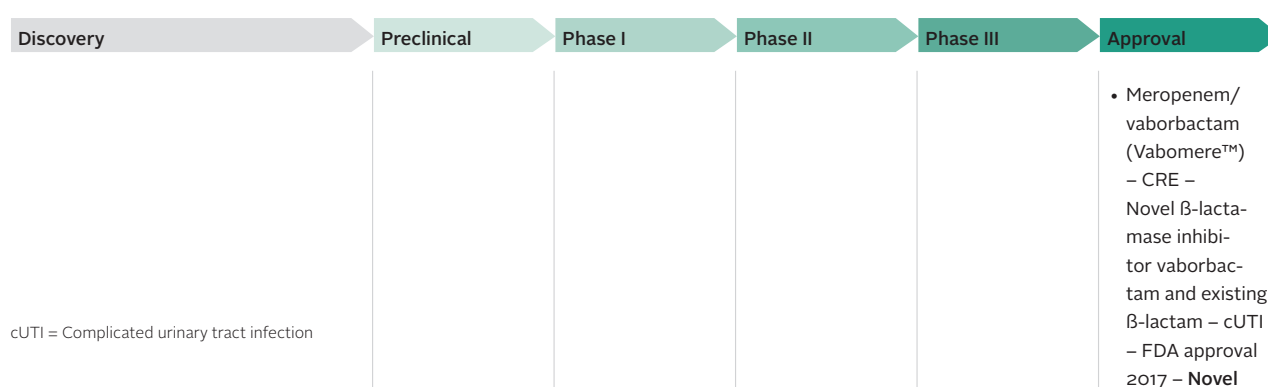 Discovery
Preclinical
Phase I
Phase II
Phase III
Approval
• Meropenem/
vaborbactam
(Vabomere™)
– CRE –
Novel ß-lacta-
mase inhibi-
tor vaborbac-
tam and existing
ß-lactam – cUTI
– FDA approval
2017 – Novel
cUTI = Complicated urinary tract infection